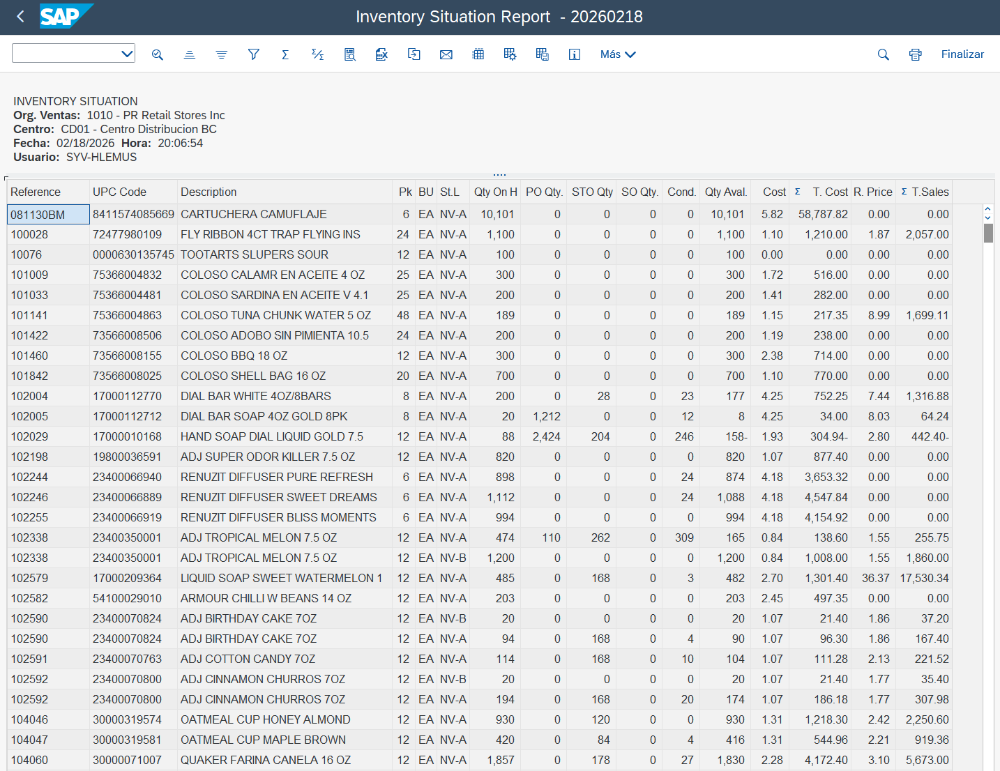 SAP
Inventory Situation Report - 20260218
Más
Finalizar
INVENTORY SITUATION
Org. Ventas: 1010 - PR Retail Stores Inc
Centro: CD01 - Centro Distribucion BC
Fecha: 02/18/2026 Hora: 20:06:54
Usuario: SYV-HLEMUS
Reference UPC Code Description Pk BU St.L Qty On H PO Qty. STO Qty SO Qty. Cond. Qty Aval. Cost Σ T. Cost R. Price Σ T.Sales
081130BM 8411574085669 CARTUCHERA CAMUFLAJE 6 EA NV-A 10,101 0 0 0 0 10,101 5.82 58,787.82 0.00 0.00
100028 72477980109 FLY RIBBON 4CT TRAP FLYING INS 24 EA NV-A 1,100 0 0 0 0 1,100 1.10 1,210.00 1.87 2,057.00
10076 0000630135745 TOOTARTS SLUPERS SOUR 12 EA NV-A 100 0 0 0 0 100 0.00 0.00 0.00 0.00
101009 75366004832 COLOSO CALAMR EN ACEITE 4 OZ 25 EA NV-A 300 0 0 0 0 300 1.72 516.00 0.00 0.00
101033 75366004481 COLOSO SARDINA EN ACEITE V 4.1 25 EA NV-A 200 0 0 0 0 200 1.41 282.00 0.00 0.00
101141 75366004863 COLOSO TUNA CHUNK WATER 5 OZ 48 EA NV-A 189 0 0 0 0 189 1.15 217.35 8.99 1,699.11
101422 73566008506 COLOSO ADOBO SIN PIMIENTA 10.5 24 EA NV-A 200 0 0 0 0 200 1.19 238.00 0.00 0.00
101460 73566008155 COLOSO BBQ 18 OZ 12 EA NV-A 300 0 0 0 0 300 2.38 714.00 0.00 0.00
101842 73566008025 COLOSO SHELL BAG 16 OZ 20 EA NV-A 700 0 0 0 0 700 1.10 770.00 0.00 0.00
102004 17000112770 DIAL BAR WHITE 4OZ/8BARS 8 EA NV-A 200 0 28 0 23 177 4.25 752.25 7.44 1,316.88
102005 17000112712 DIAL BAR SOAP 4OZ GOLD 8PK 8 EA NV-A 20 1,212 0 0 12 8 4.25 34.00 8.03 64.24
102029 17000010168 HAND SOAP DIAL LIQUID GOLD 7.5 12 EA NV-A 88 2,424 204 0 246 158- 1.93 304.94- 2.80 442.40-
102198 19800036591 ADJ SUPER ODOR KILLER 7.5 OZ 12 EA NV-A 820 0 0 0 0 820 1.07 877.40 0.00 0.00
102244 23400066940 RENUZIT DIFFUSER PURE REFRESH 6 EA NV-A 898 0 0 0 24 874 4.18 3,653.32 0.00 0.00
102246 23400066889 RENUZIT DIFFUSER SWEET DREAMS 6 EA NV-A 1,112 0 0 0 24 1,088 4.18 4,547.84 0.00 0.00
102255 23400066919 RENUZIT DIFFUSER BLISS MOMENTS 6 EA NV-A 994 0 0 0 0 994 4.18 4,154.92 0.00 0.00
102338 23400350001 ADJ TROPICAL MELON 7.5 OZ 12 EA NV-A 474 110 262 0 309 165 0.84 138.60 1.55 255.75
102338 23400350001 ADJ TROPICAL MELON 7.5 OZ 12 EA NV-B 1,200 0 0 0 0 1,200 0.84 1,008.00 1.55 1,860.00
102579 17000209364 LIQUID SOAP SWEET WATERMELON 1 12 EA NV-A 485 0 168 0 3 482 2.70 1,301.40 36.37 17,530.34
102582 54100029010 ARMOUR CHILLI W BEANS 14 OZ 12 EA NV-A 203 0 0 0 0 203 2.45 497.35 0.00 0.00
102590 23400070824 ADJ BIRTHDAY CAKE 7OZ 12 EA NV-B 20 0 0 0 0 20 1.07 21.40 1.86 37.20
102590 23400070824 ADJ BIRTHDAY CAKE 7OZ 12 EA NV-A 94 0 168 0 4 90 1.07 96.30 1.86 167.40
102591 23400070763 ADJ COTTON CANDY 7OZ 12 EA NV-A 114 0 168 0 10 104 1.07 111.28 2.13 221.52
102592 23400070800 ADJ CINNAMON CHURROS 7OZ 12 EA NV-B 20 0 0 0 0 20 1.07 21.40 1.77 35.40
102592 23400070800 ADJ CINNAMON CHURROS 7OZ 12 EA NV-A 194 0 168 0 20 174 1.07 186.18 1.77 307.98
104046 30000319574 OATMEAL CUP HONEY ALMOND 12 EA NV-A 930 0 120 0 0 930 1.31 1,218.30 2.42 2,250.60
104047 30000319581 OATMEAL CUP MAPLE BROWN 12 EA NV-A 420 0 84 0 4 416 1.31 544.96 2.21 919.36
104060 30000071007 QUAKER FARINA CANELA 16 OZ 12 EA NV-A 1,857 0 178 0 27 1,830 2.28 4,172.40 3.10 5,673.00